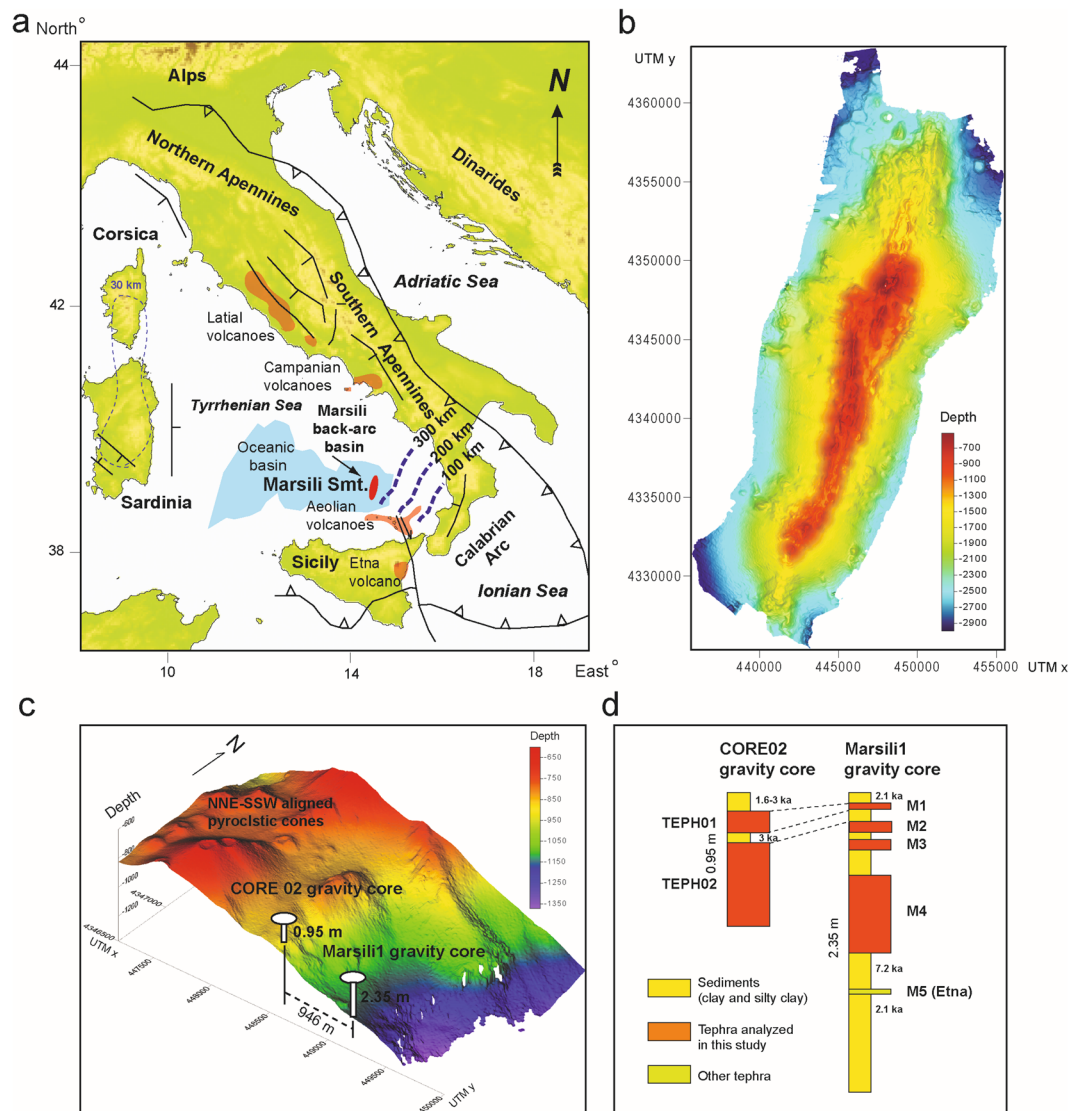 a
North°
44
42
38
10
14
18
East°
N
Alps
Northern Apennines
Dinarides
Corsica
30 km
Adriatic Sea
Southern Apennines
Latial
volcanoes
Campanian
volcanoes
Tyrrhenian Sea
Marsili
back-arc
basin
300 km
200 km
100 km
Oceanic
basin
Marsili Smt.
Sardinia
Aeolian
volcanoes
Calabrian
Arc
Sicily
Etna
volcano
Ionian Sea
b
UTM y
4360000
4355000
4350000
4345000
4340000
4335000
4330000
Depth
-700
-900
-1100
-1300
-1500
-1700
-1900
-2100
-2300
-2500
-2700
-2900
440000
445000
450000
455000
UTM x
c
N
Depth
-650
-750
-850
-950
-1050
-1150
-1250
-1350
Depth
-600
-800
-1000
-1200
NNE-SSW aligned
pyroclstic cones
CORE 02 gravity core
0.95 m
Marsili1 gravity core
2.35 m
946 m
4347000
4346500
UTM x
447500
448000
448500
449000
449500
450000
UTM y
d
CORE02
gravity core
Marsili1
gravity core
1.6-3 ka
2.1 ka
M1
TEPH01
M2
3 ka
M3
0.95 m
TEPH02
M4
2.35 m
7.2 ka
M5 (Etna)
2.1 ka
Sediments
(clay and silty clay)
Tephra analyzed
in this study
Other tephra